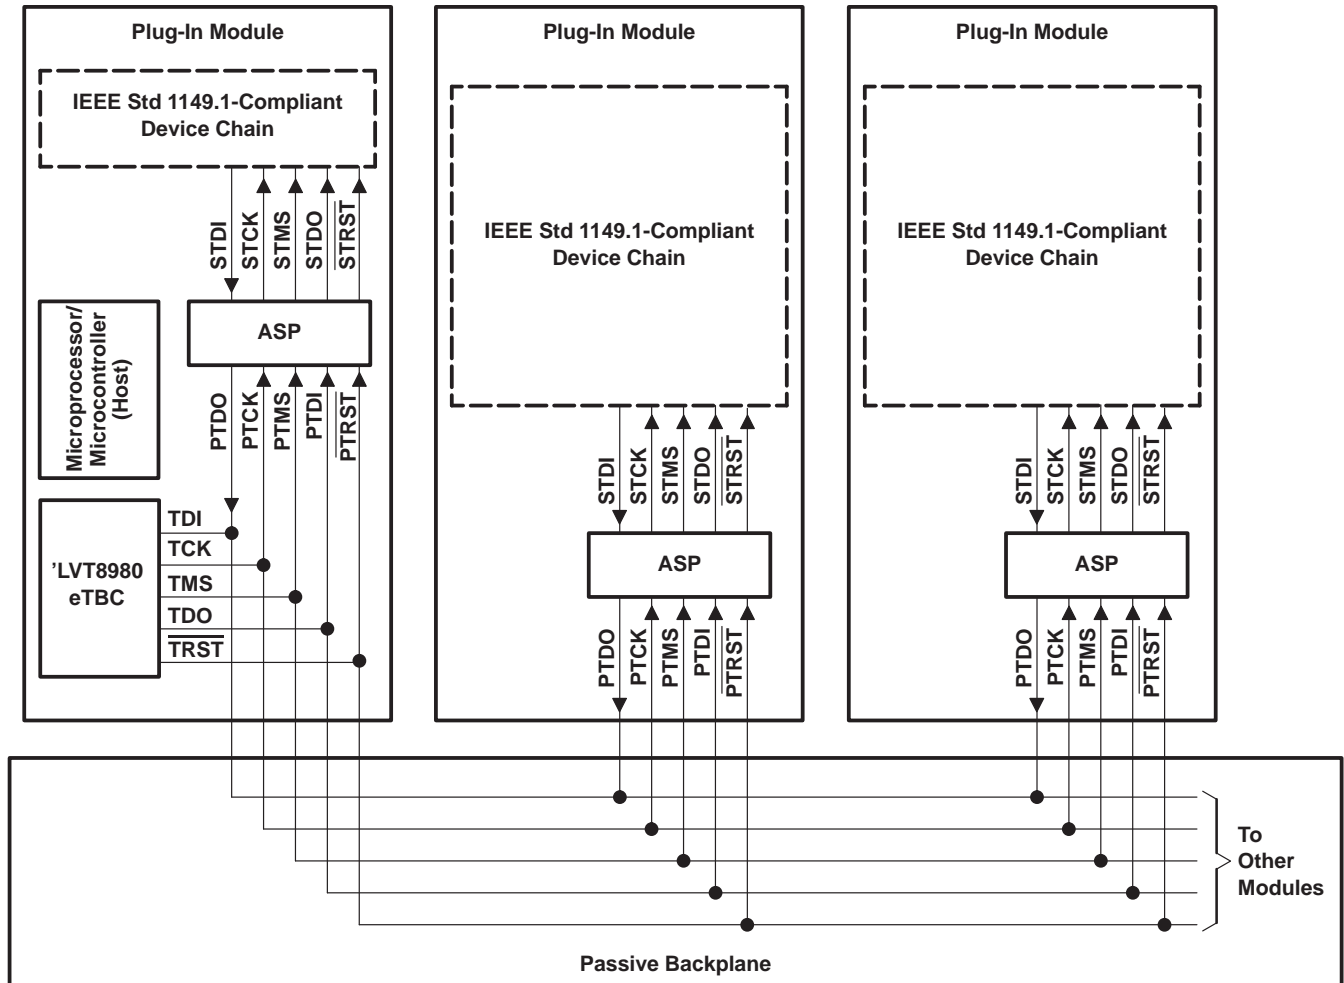 Plug-In Module
IEEE Std 1149.1-Compliant
Device Chain
STDI
STCK
STMS
STDO
STRST
ASP
Microprocessor/
Microcontroller
(Host)
PTDO
PTCK
PTMS
PTDI
PTRST
'LVT8980
eTBC
TDI
TCK
TMS
TDO
TRST
Plug-In Module
IEEE Std 1149.1-Compliant
Device Chain
STDI
STCK
STMS
STDO
STRST
ASP
PTDO
PTCK
PTMS
PTDI
PTRST
Plug-In Module
IEEE Std 1149.1-Compliant
Device Chain
STDI
STCK
STMS
STDO
STRST
ASP
PTDO
PTCK
PTMS
PTDI
PTRST
To
Other
Modules
Passive Backplane